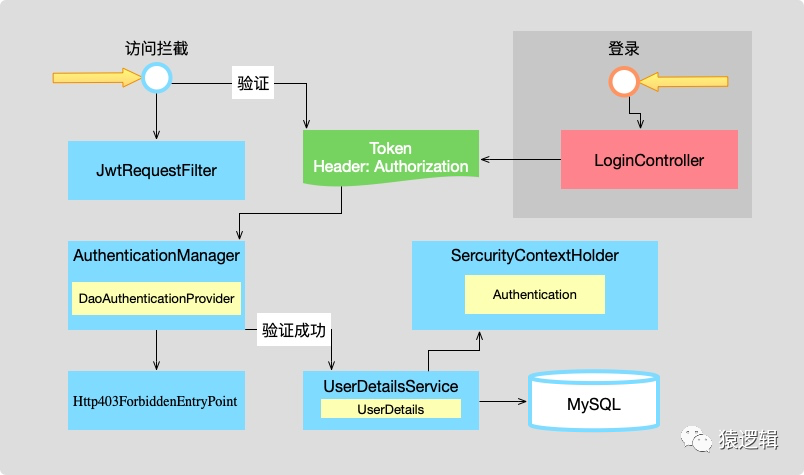 访问拦截
登录
验证
Token
Header: Authorization
JwtRequestFilter
LoginController
AuthenticationManager
DaoAuthenticationProvider
SercurityContextHolder
Authentication
验证成功
Http403ForbiddenEntryPoint
UserDetailsService
UserDetails
MySQL
猿逻辑